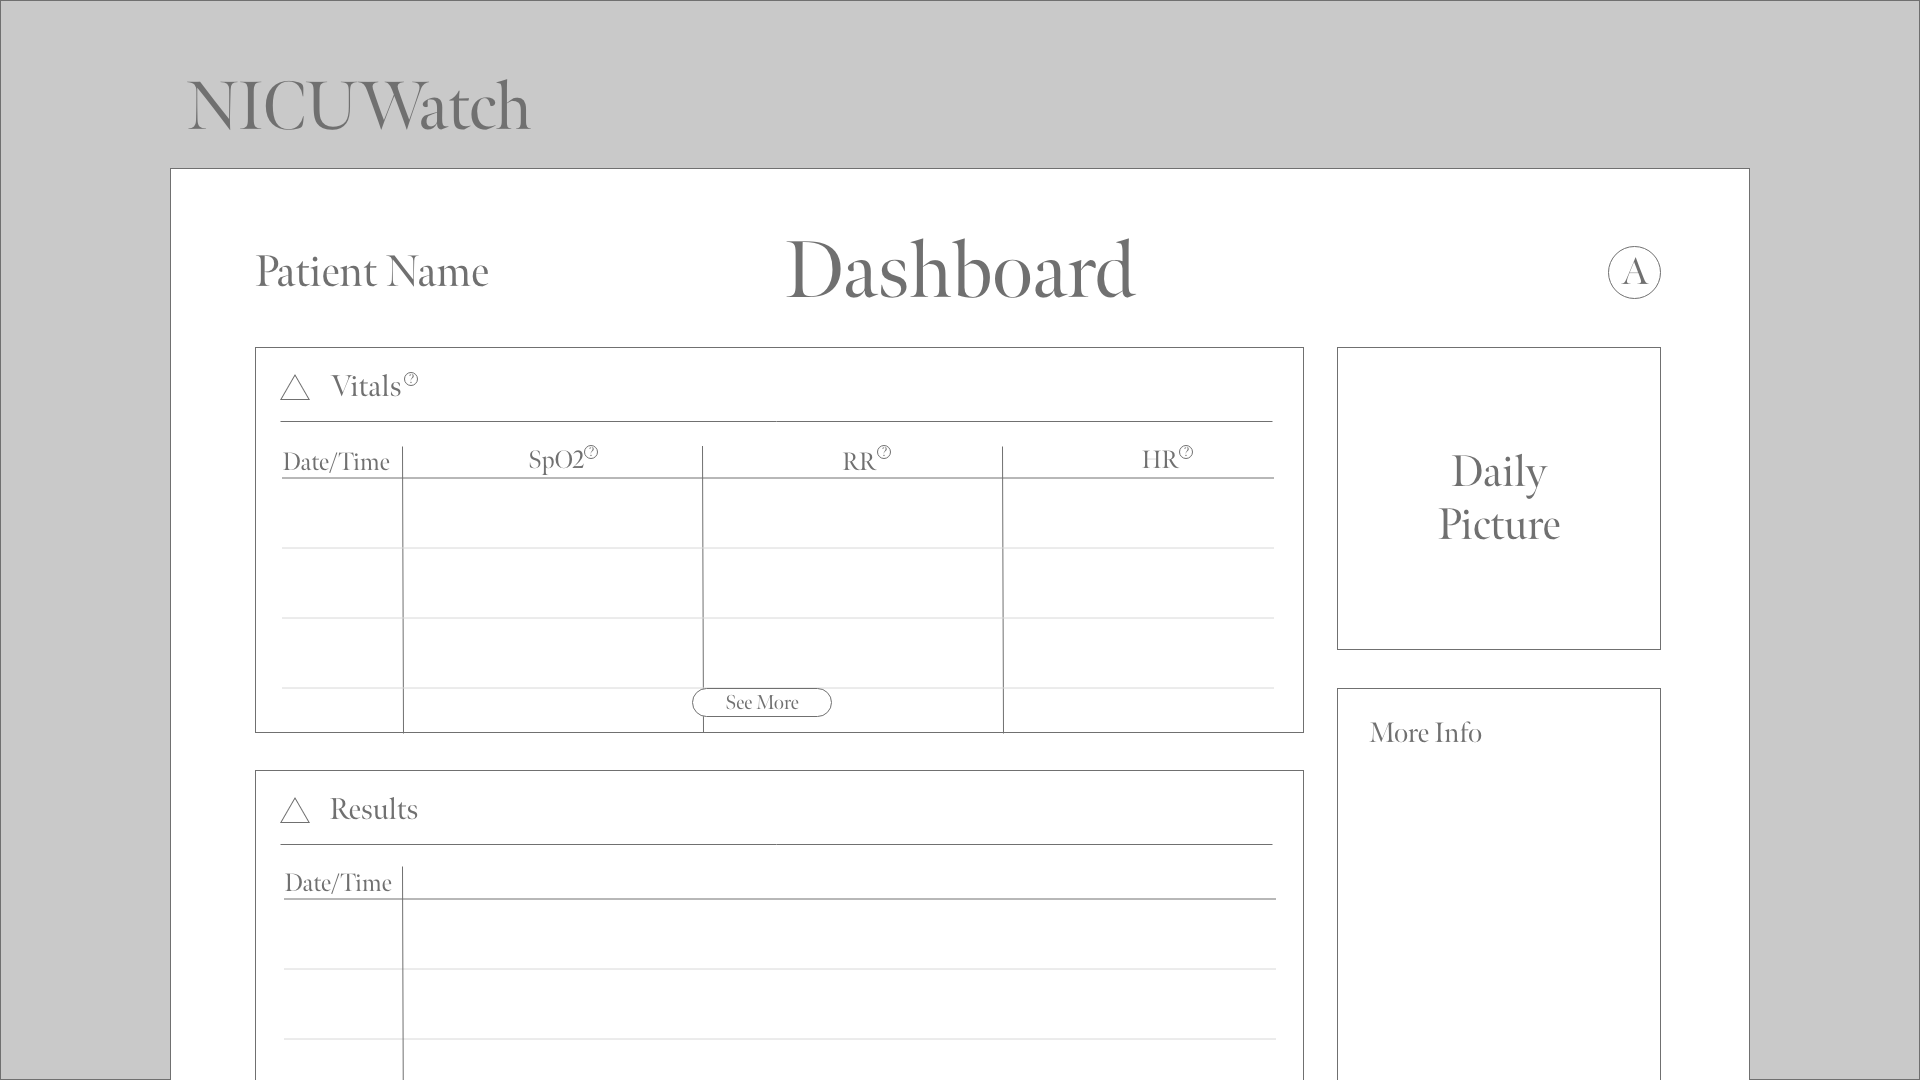 NICUWatch
Patient Name
Dashboard
A
Vitals?
Date/Time
SpO2?
RR?
HR?
See More
Daily
Picture
More Info
Results
Date/Time